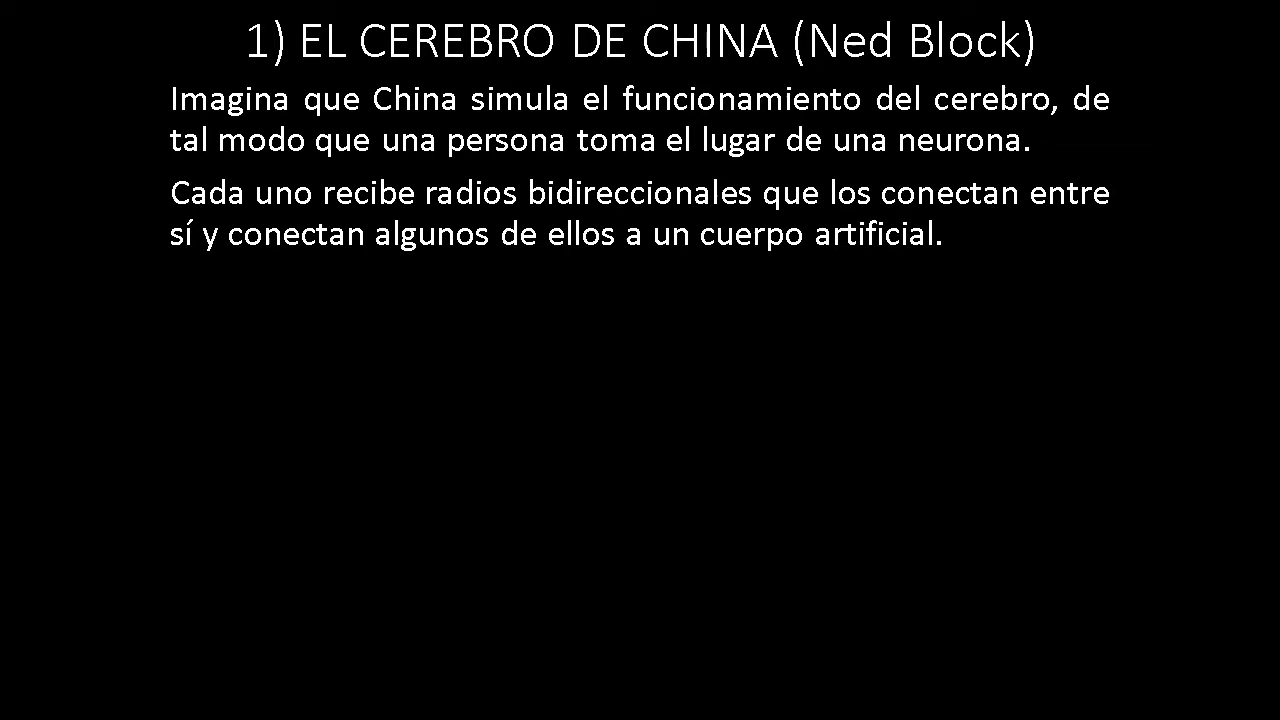 1) EL CEREBRO DE CHINA (Ned Block)
Imagina que China simula el funcionamiento del cerebro, de
tal modo que una persona toma el lugar de una neurona.
Cada uno recibe radios bidireccionales que los conectan entre
sí y conectan algunos de ellos a un cuerpo artificial.